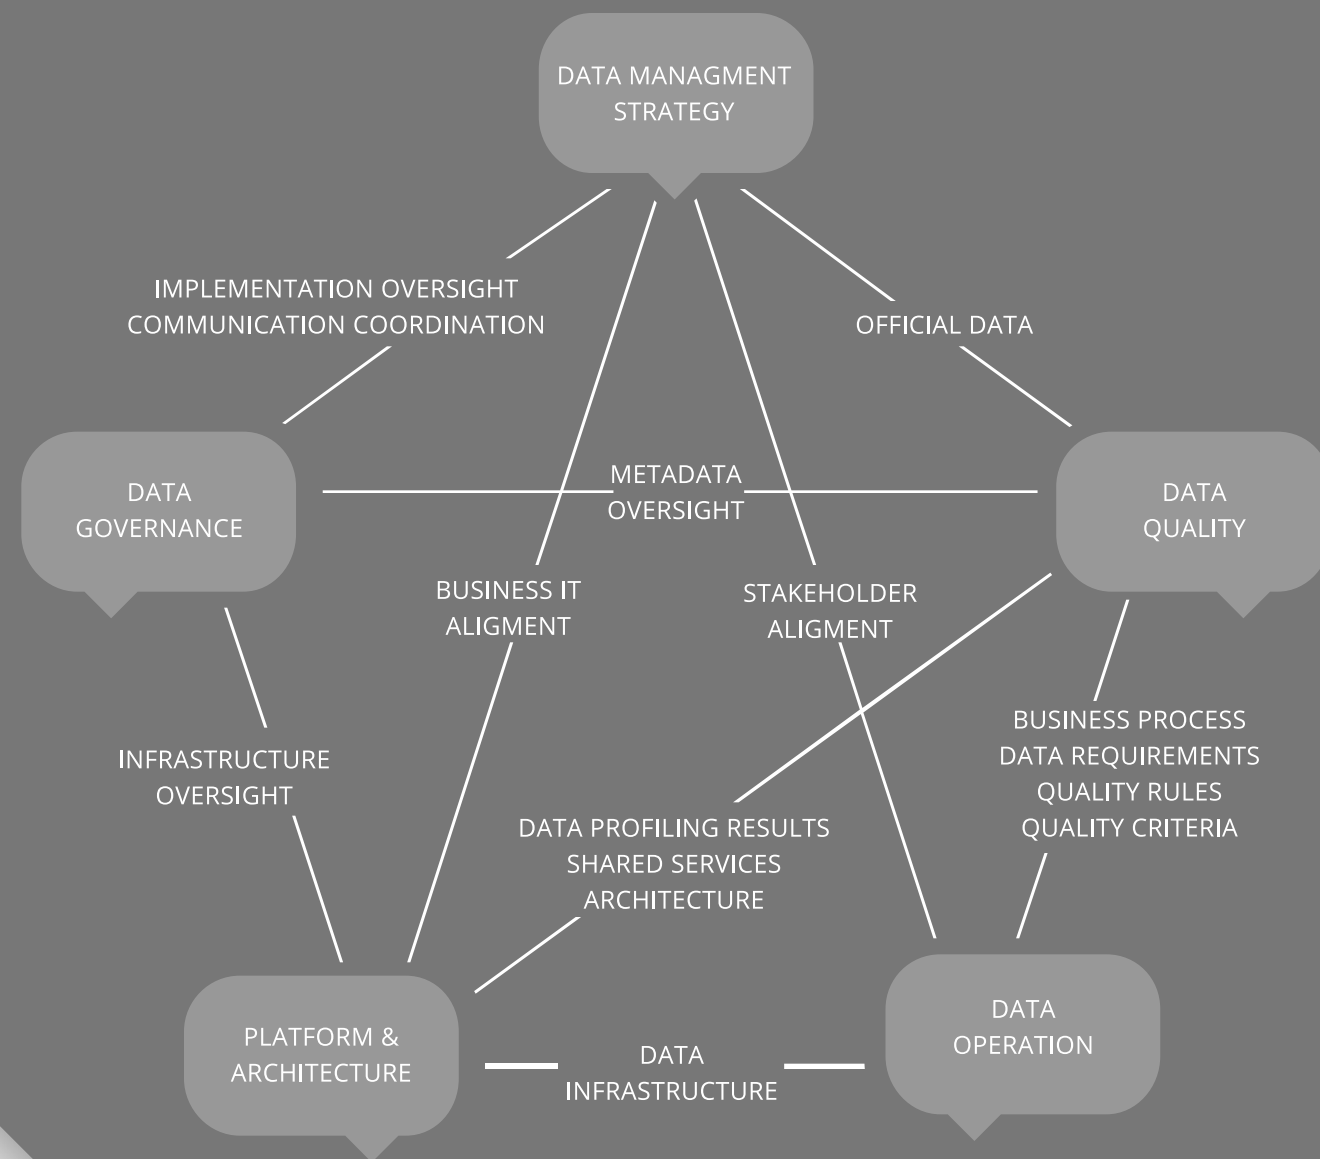 DATA MANAGMENT
STRATEGY
IMPLEMENTATION OVERSIGHT
COMMUNICATION COORDINATION
OFFICIAL DATA
DATA
GOVERNANCE
METADATA
OVERSIGHT
DATA
QUALITY
BUSINESS IT
ALIGMENT
STAKEHOLDER
ALIGMENT
INFRASTRUCTURE
OVERSIGHT
BUSINESS PROCESS
DATA REQUIREMENTS
QUALITY RULES
QUALITY CRITERIA
DATA PROFILING RESULTS
SHARED SERVICES
ARCHITECTURE
PLATFORM &
ARCHITECTURE
DATA
INFRASTRUCTURE
DATA
OPERATION